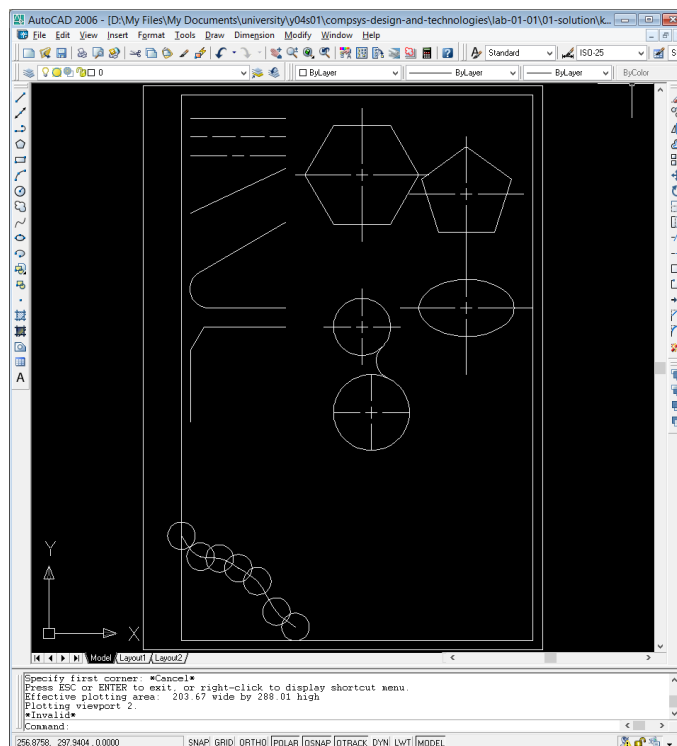 AutoCAD 2006 - [D:\My Files\My Documents\university\y04s01\compsys-design-and-technologies\lab-01-01\01-solution\k...
File Edit View Insert Format Tools Draw Dimension Modify Window Help
Standard ISO-25 S
0 ByLayer ByLayer ByLayer ByColor
A
Y
X
Model Layout1 Layout2
Specify first corner: *Cancel*
Press ESC or ENTER to exit, or right-click to display shortcut menu.
Effective plotting area: 203.67 wide by 288.01 high
Plotting viewport 2.
*Invalid*
Command:
256.8758, 297.9404, 0.0000 SNAP GRID ORTHO POLAR OSNAP OTRACK DYN LWT MODEL